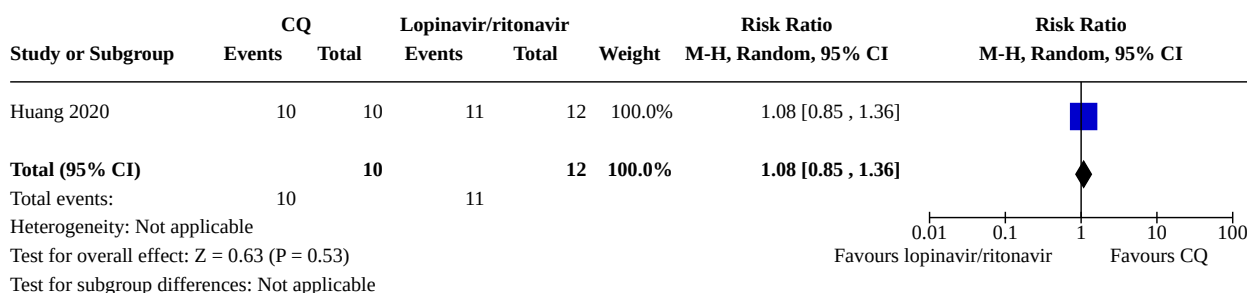 CQ Lopinavir/ritonavir Risk Ratio Risk Ratio
Study or Subgroup Events Total Events Total Weight M-H, Random, 95% CI M-H, Random, 95% CI
Huang 2020 10 10 11 12 100.0% 1.08 [0.85 , 1.36]
Total (95% CI) 10 12 100.0% 1.08 [0.85 , 1.36]
Total events: 10 11
Heterogeneity: Not applicable
0.01 0.1 1 10 100
Test for overall effect: Z = 0.63 (P = 0.53) Favours lopinavir/ritonavir Favours CQ
Test for subgroup differences: Not applicable